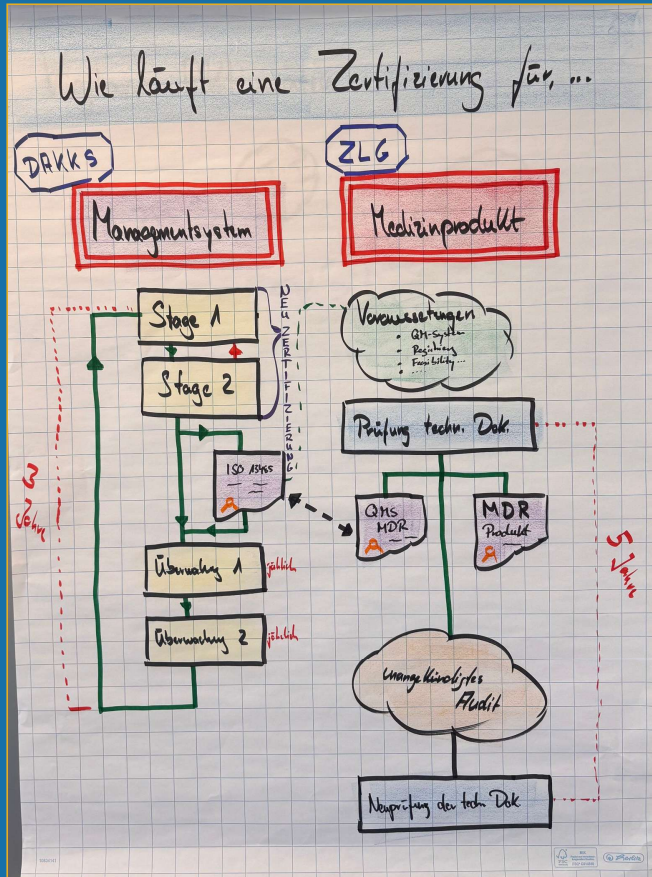 Wie läuft eine Zertifizierung für, ...
DAKKS
ZLG
Managmentsystem
Medizinprodukt
Stage 1
Stage 2
NEU ZERTIFIZIERUNG
Voraussetzungen
• QM-System
• Registrierung
• Feasibility ...
• ....
Prüfung techn. Dok.
ISO 13485
QMS
MDR
MDR
Produkt
3 Jahre
5 Jahre
Überwachung 1
jährlich
Überwachung 2
jährlich
unangekündigtes
Audit
Neuprüfung der techn. Dok